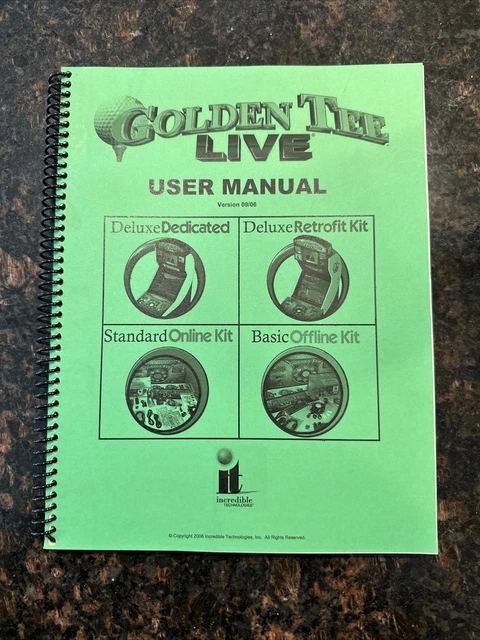 GOLDEN TEE
LIVE
USER MANUAL
Version 09/06
Deluxe Dedicated
Deluxe Retrofit Kit
Standard Online Kit
Basic Offline Kit
it
incredible
TECHNOLOGIES
© Copyright 2006 Incredible Technologies, Inc. All Rights Reserved.